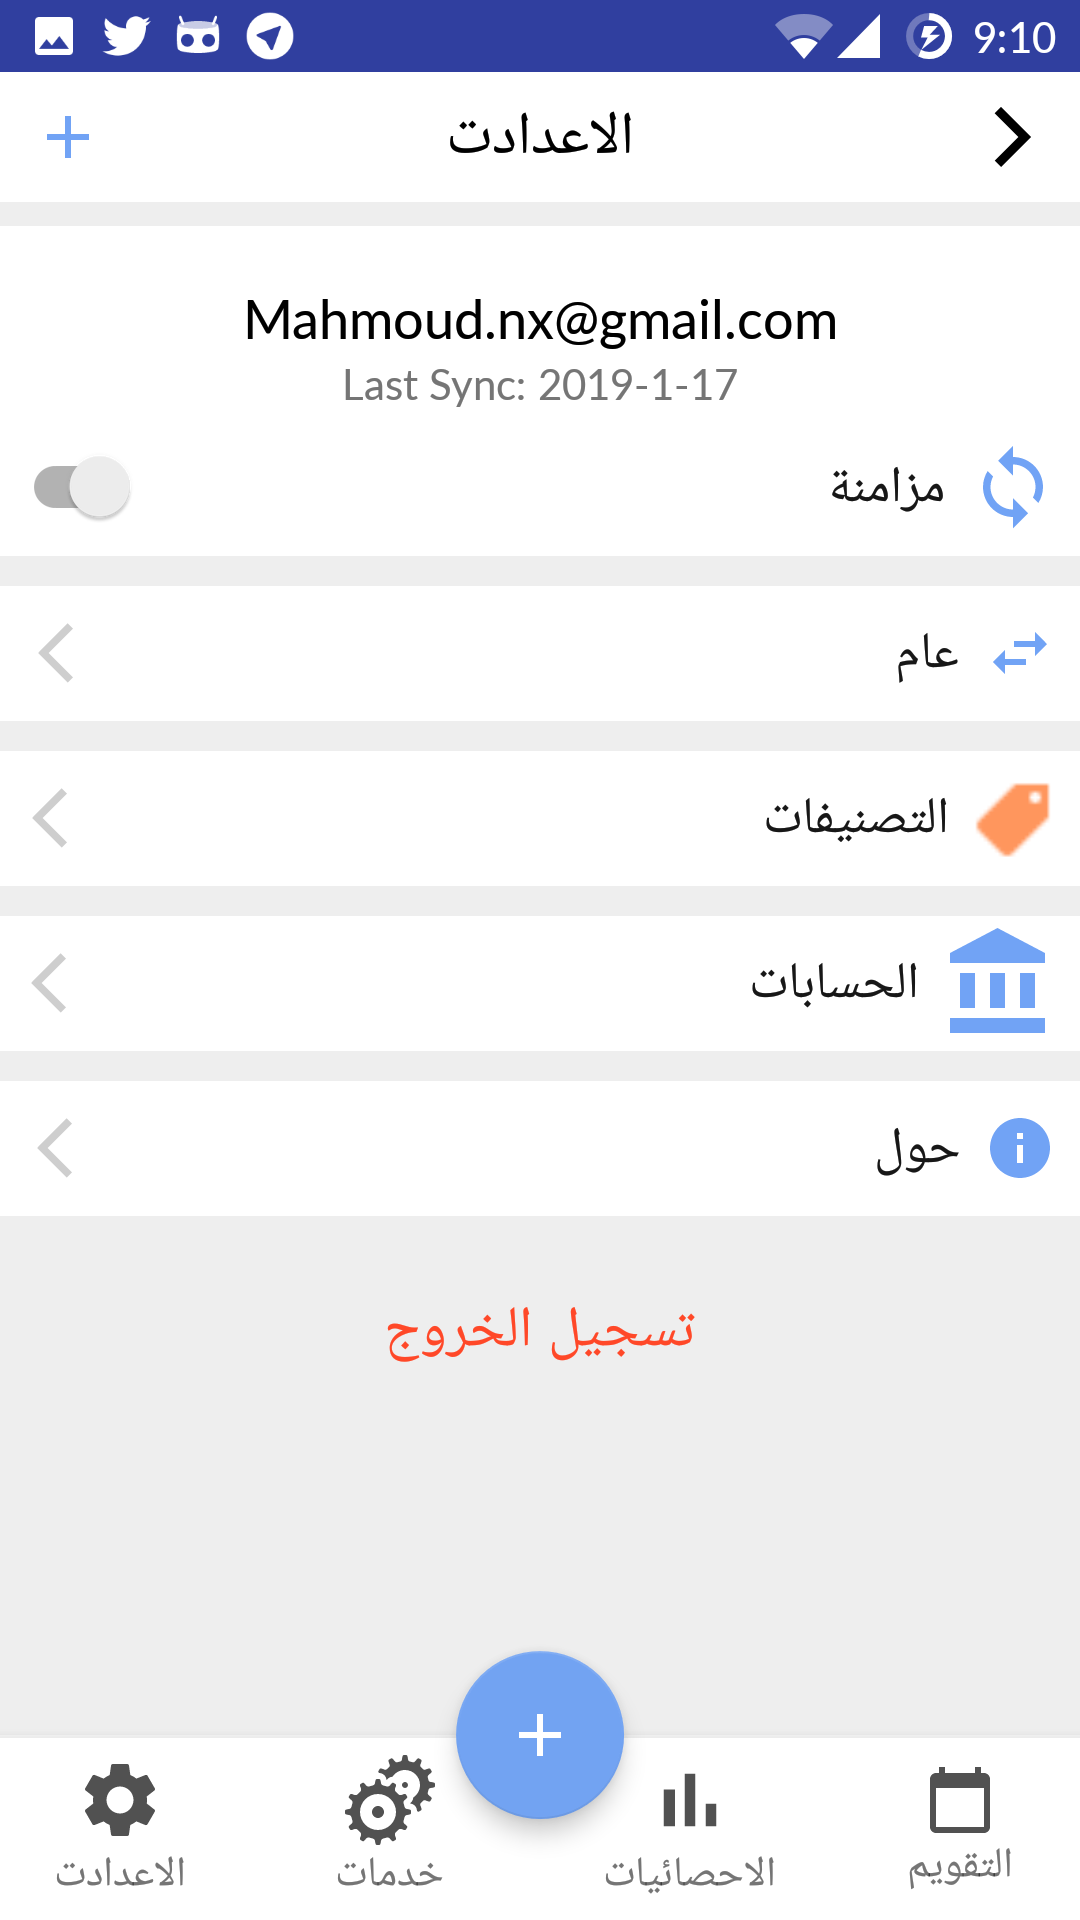 9:10
الاعدادت
Mahmoud.nx@gmail.com
Last Sync: 2019-1-17
مزامنة
عام
التصنيفات
الحسابات
حول
تسجيل الخروج
التقويم
الاحصائيات
خدمات
الاعدادت